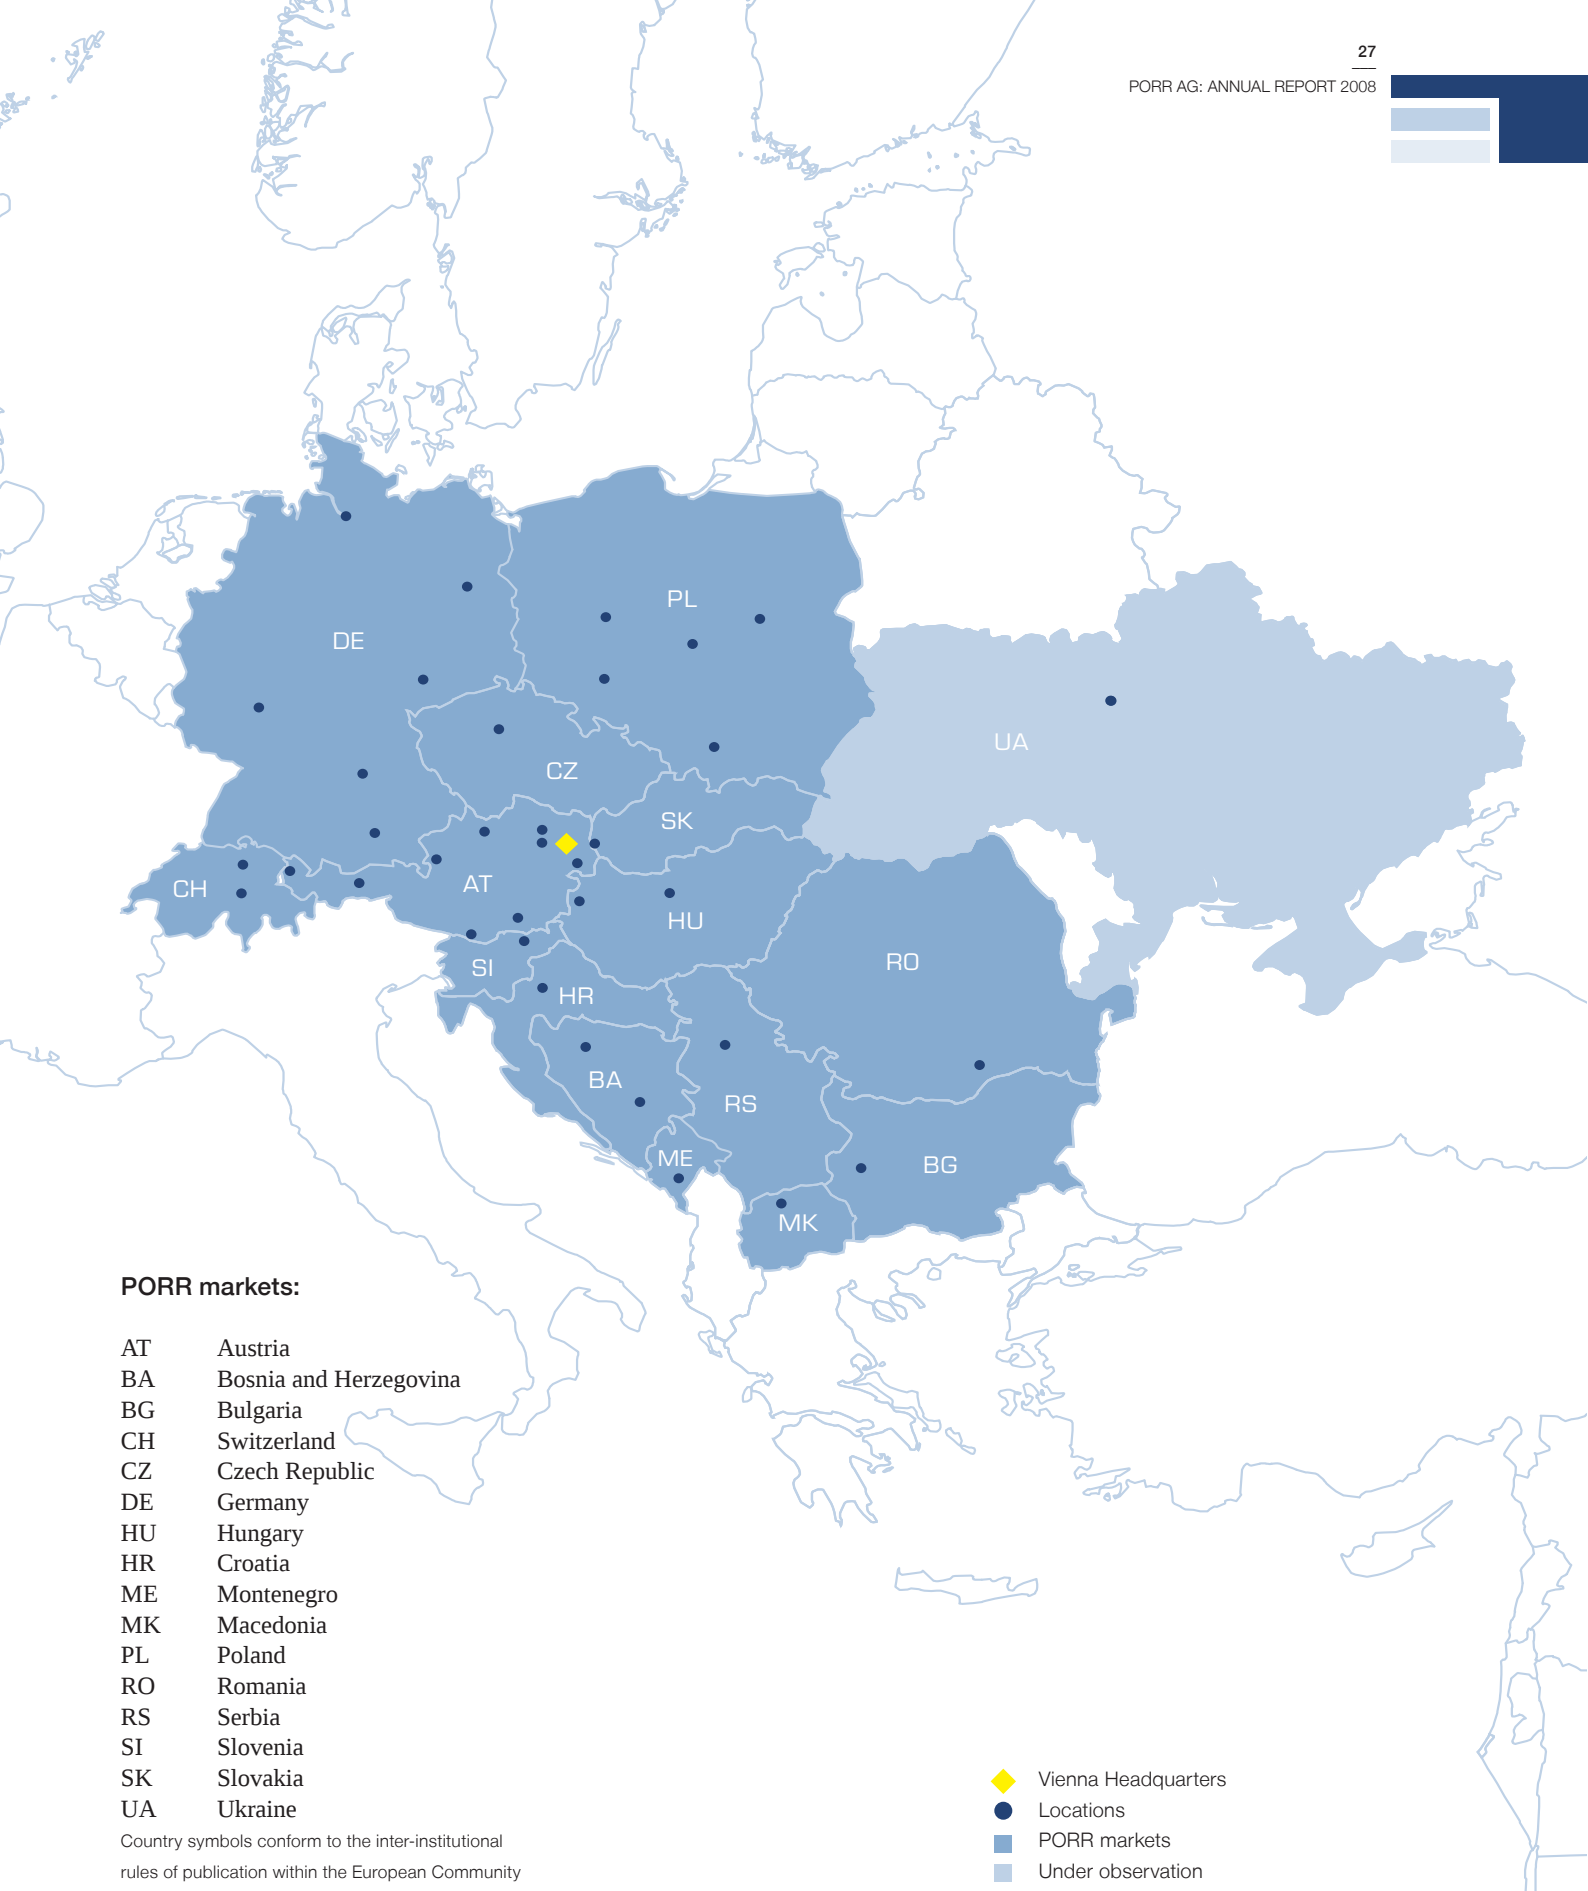 27
PORR AG: ANNUAL REPORT 2008
PL
DE
UA
CZ
SK
CH
AT
HU
RO
SI
HR
BA
RS
ME
BG
MK
PORR markets:
AT Austria
BA Bosnia and Herzegovina
BG Bulgaria
CH Switzerland
CZ Czech Republic
DE Germany
HU Hungary
HR Croatia
ME Montenegro
MK Macedonia
PL Poland
RO Romania
RS Serbia
SI Slovenia
SK Slovakia
UA Ukraine
Country symbols conform to the inter-institutional
rules of publication within the European Community
Vienna Headquarters
Locations
PORR markets
Under observation